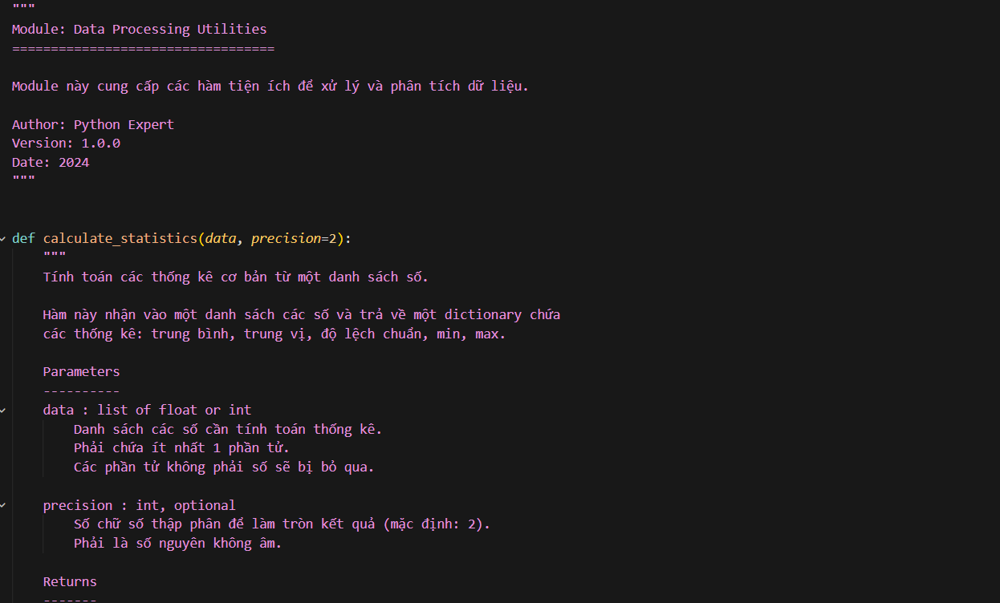 """
Module: Data Processing Utilities
==================================
Module này cung cấp các hàm tiện ích để xử lý và phân tích dữ liệu.
Author: Python Expert
Version: 1.0.0
Date: 2024
"""
def calculate_statistics(data, precision=2):
"""
Tính toán các thống kê cơ bản từ một danh sách số.
Hàm này nhận vào một danh sách các số và trả về một dictionary chứa
các thống kê: trung bình, trung vị, độ lệch chuẩn, min, max.
Parameters
----------
data : list of float or int
Danh sách các số cần tính toán thống kê.
Phải chứa ít nhất 1 phần tử.
Các phần tử không phải số sẽ bị bỏ qua.
precision : int, optional
Số chữ số thập phân để làm tròn kết quả (mặc định: 2).
Phải là số nguyên không âm.
Returns
-------